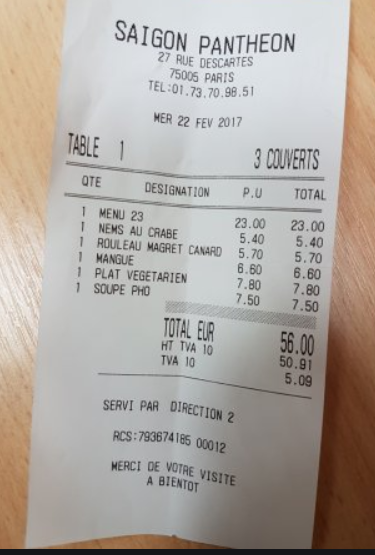 SAIGON PANTHEON
27 RUE DESCARTES
75005 PARIS
TEL:01.73.70.98.51
MER 22 FEV 2017
TABLE 1 3 COUVERTS
QTE DESIGNATION P.U TOTAL
1 MENU 23 23.00 23.00
1 NEMS AU CRABE 5.40 5.40
1 ROULEAU MAGRET CANARD 5.70 5.70
1 MANGUE 6.60 6.60
1 PLAT VEGETARIEN 7.80 7.80
1 SOUPE PHO 7.50 7.50
TOTAL EUR 56.00
HT TVA 10 50.91
TVA 10 5.09
SERVI PAR DIRECTION 2
RCS:793674185 00012
MERCI DE VOTRE VISITE
A BIENTOT